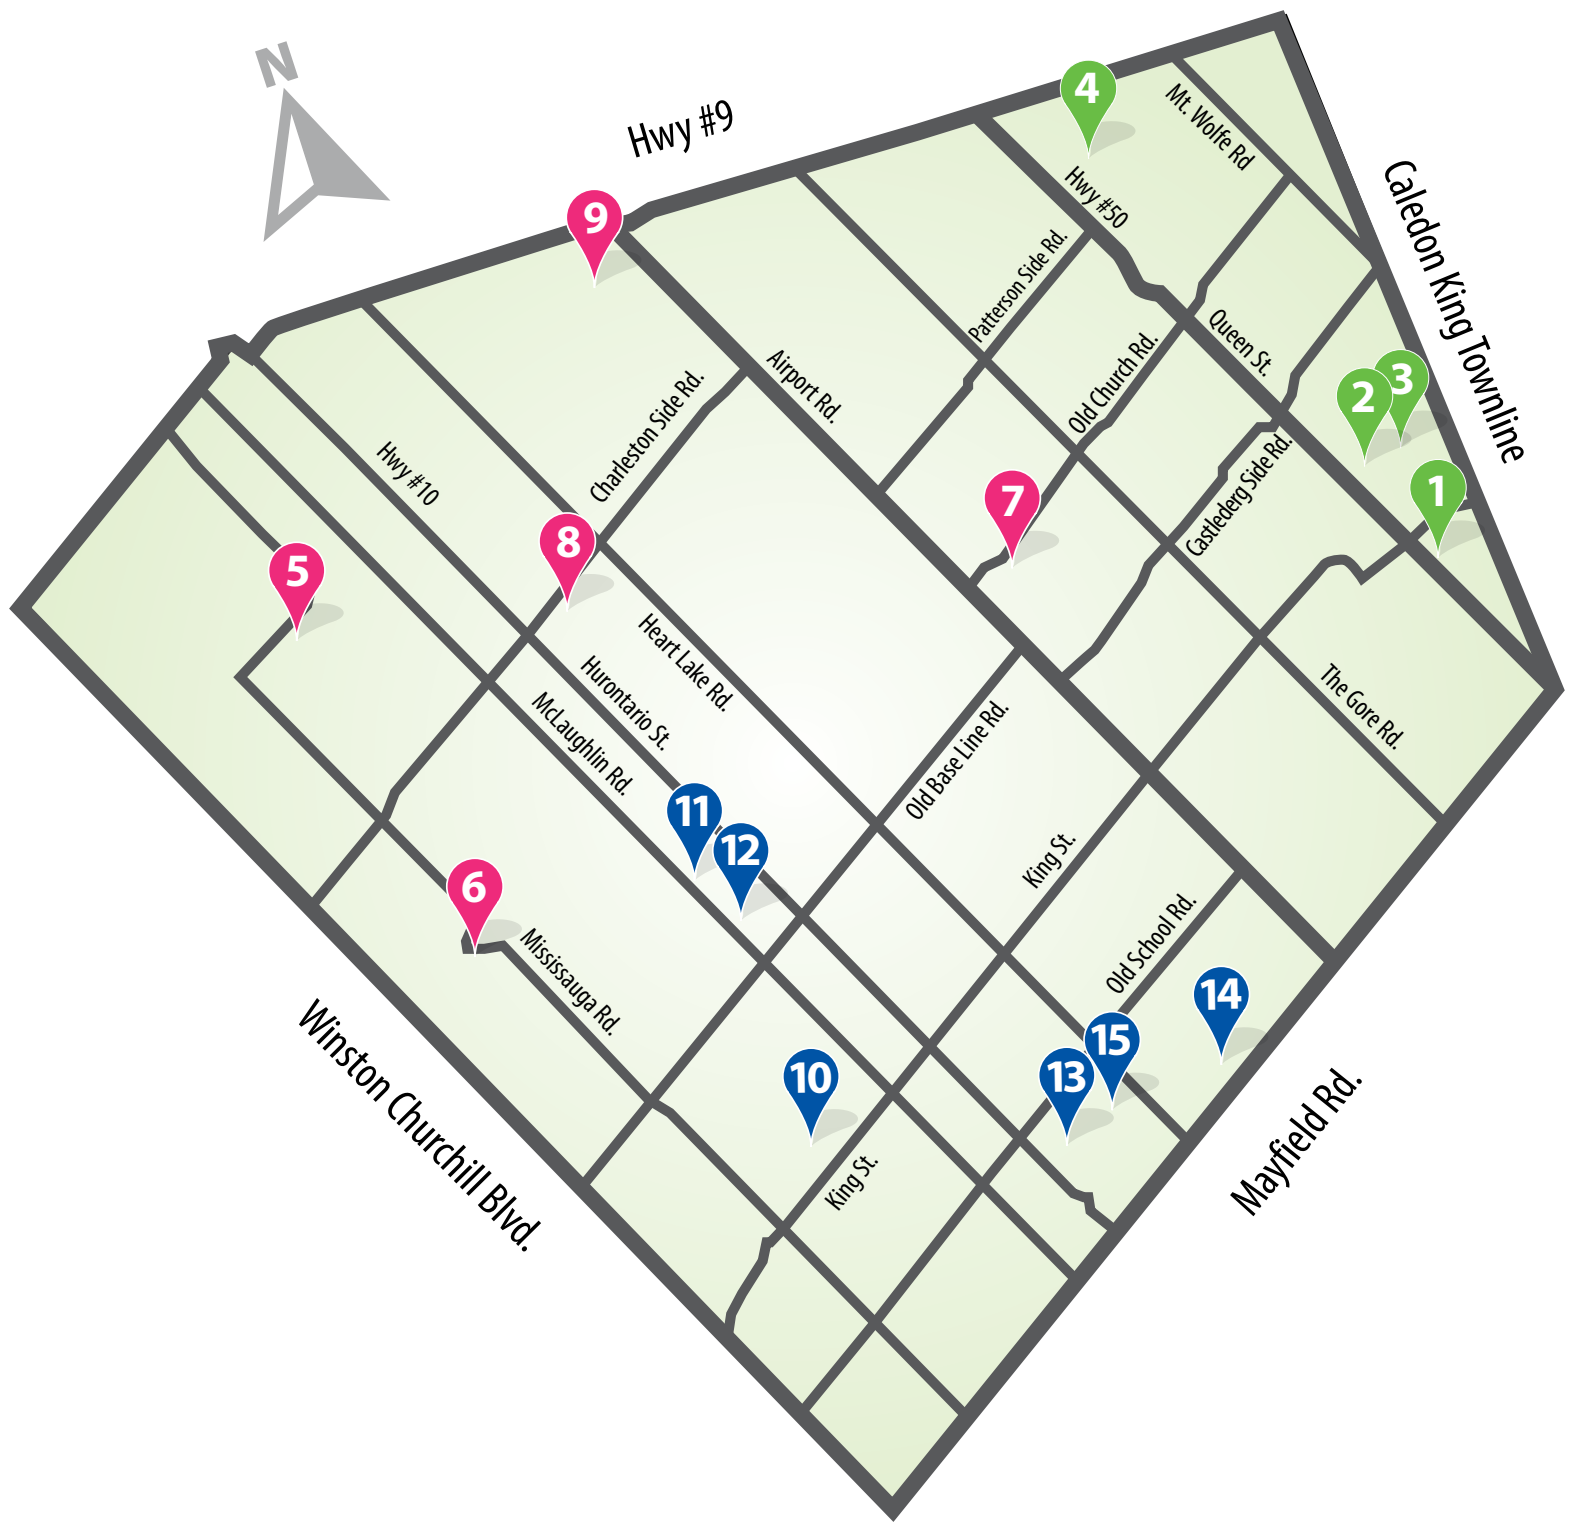 N
Hwy #9
4
Mt. Wolfe Rd
Hwy #50
Caledon King Townline
9
Patterson Side Rd.
Queen St.
Old Church Rd.
Airport Rd.
Charleston Side Rd.
3
2
1
Castlederg Side Rd.
Hwy #10
7
8
5
Heart Lake Rd.
Hurontario St.
McLaughlin Rd.
The Gore Rd.
Old Base Line Rd.
11
12
King St.
6
Old School Rd.
Mississauga Rd.
14
15
13
10
Winston Churchill Blvd.
King St.
Mayfield Rd.